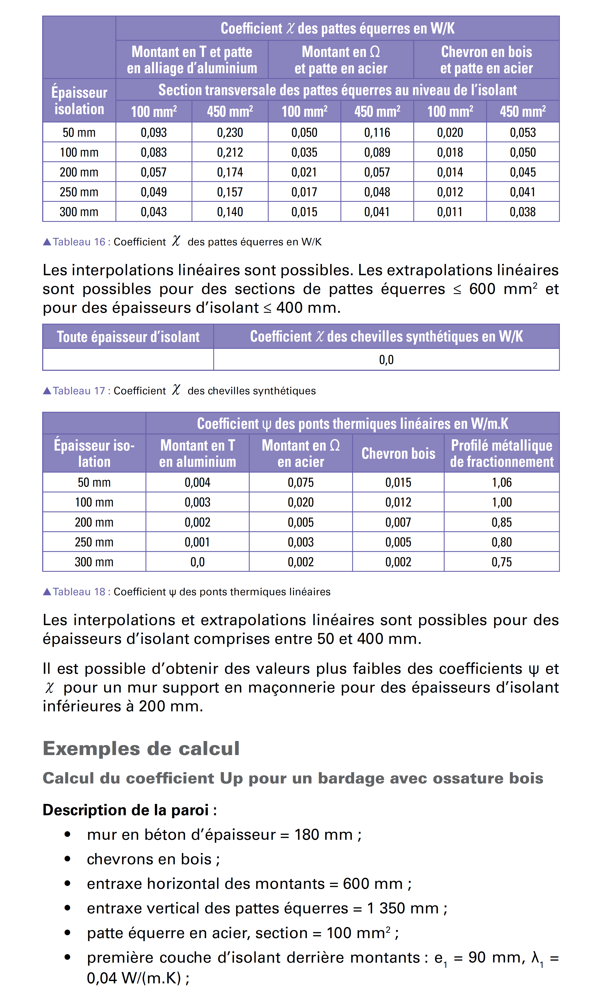 Coefficient χ des pattes équerres en W/K
Montant en T et patte en alliage d'aluminium	Montant en Ω et patte en acier	Chevron en bois et patte en acier
Épaisseur isolation	Section transversale des pattes équerres au niveau de l'isolant
100 mm²	450 mm²	100 mm²	450 mm²	100 mm²	450 mm²
50 mm	0,093	0,230	0,050	0,116	0,020	0,053
100 mm	0,083	0,212	0,035	0,089	0,018	0,050
200 mm	0,057	0,174	0,021	0,057	0,014	0,045
250 mm	0,049	0,157	0,017	0,048	0,012	0,041
300 mm	0,043	0,140	0,015	0,041	0,011	0,038
▲Tableau 16 : Coefficient χ des pattes équerres en W/K
Les interpolations linéaires sont possibles. Les extrapolations linéaires
sont possibles pour des sections de pattes équerres ≤ 600 mm² et
pour des épaisseurs d'isolant ≤ 400 mm.
Toute épaisseur d'isolant	Coefficient χ des chevilles synthétiques en W/K
0,0
▲Tableau 17 : Coefficient χ des chevilles synthétiques
Coefficient ψ des ponts thermiques linéaires en W/m.K
Épaisseur iso-lation	Montant en T en aluminium	Montant en Ω en acier	Chevron bois	Profilé métallique de fractionnement
50 mm	0,004	0,075	0,015	1,06
100 mm	0,003	0,020	0,012	1,00
200 mm	0,002	0,005	0,007	0,85
250 mm	0,001	0,003	0,005	0,80
300 mm	0,0	0,002	0,002	0,75
▲Tableau 18 : Coefficient ψ des ponts thermiques linéaires
Les interpolations et extrapolations linéaires sont possibles pour des
épaisseurs d'isolant comprises entre 50 et 400 mm.
Il est possible d'obtenir des valeurs plus faibles des coefficients ψ et
χ pour un mur support en maçonnerie pour des épaisseurs d'isolant
inférieures à 200 mm.
Exemples de calcul
Calcul du coefficient Up pour un bardage avec ossature bois
Description de la paroi :
• mur en béton d'épaisseur = 180 mm ;
• chevrons en bois ;
• entraxe horizontal des montants = 600 mm ;
• entraxe vertical des pattes équerres = 1 350 mm ;
• patte équerre en acier, section = 100 mm² ;
• première couche d'isolant derrière montants : e₁ = 90 mm, λ₁ =
0,04 W/(m.K) ;